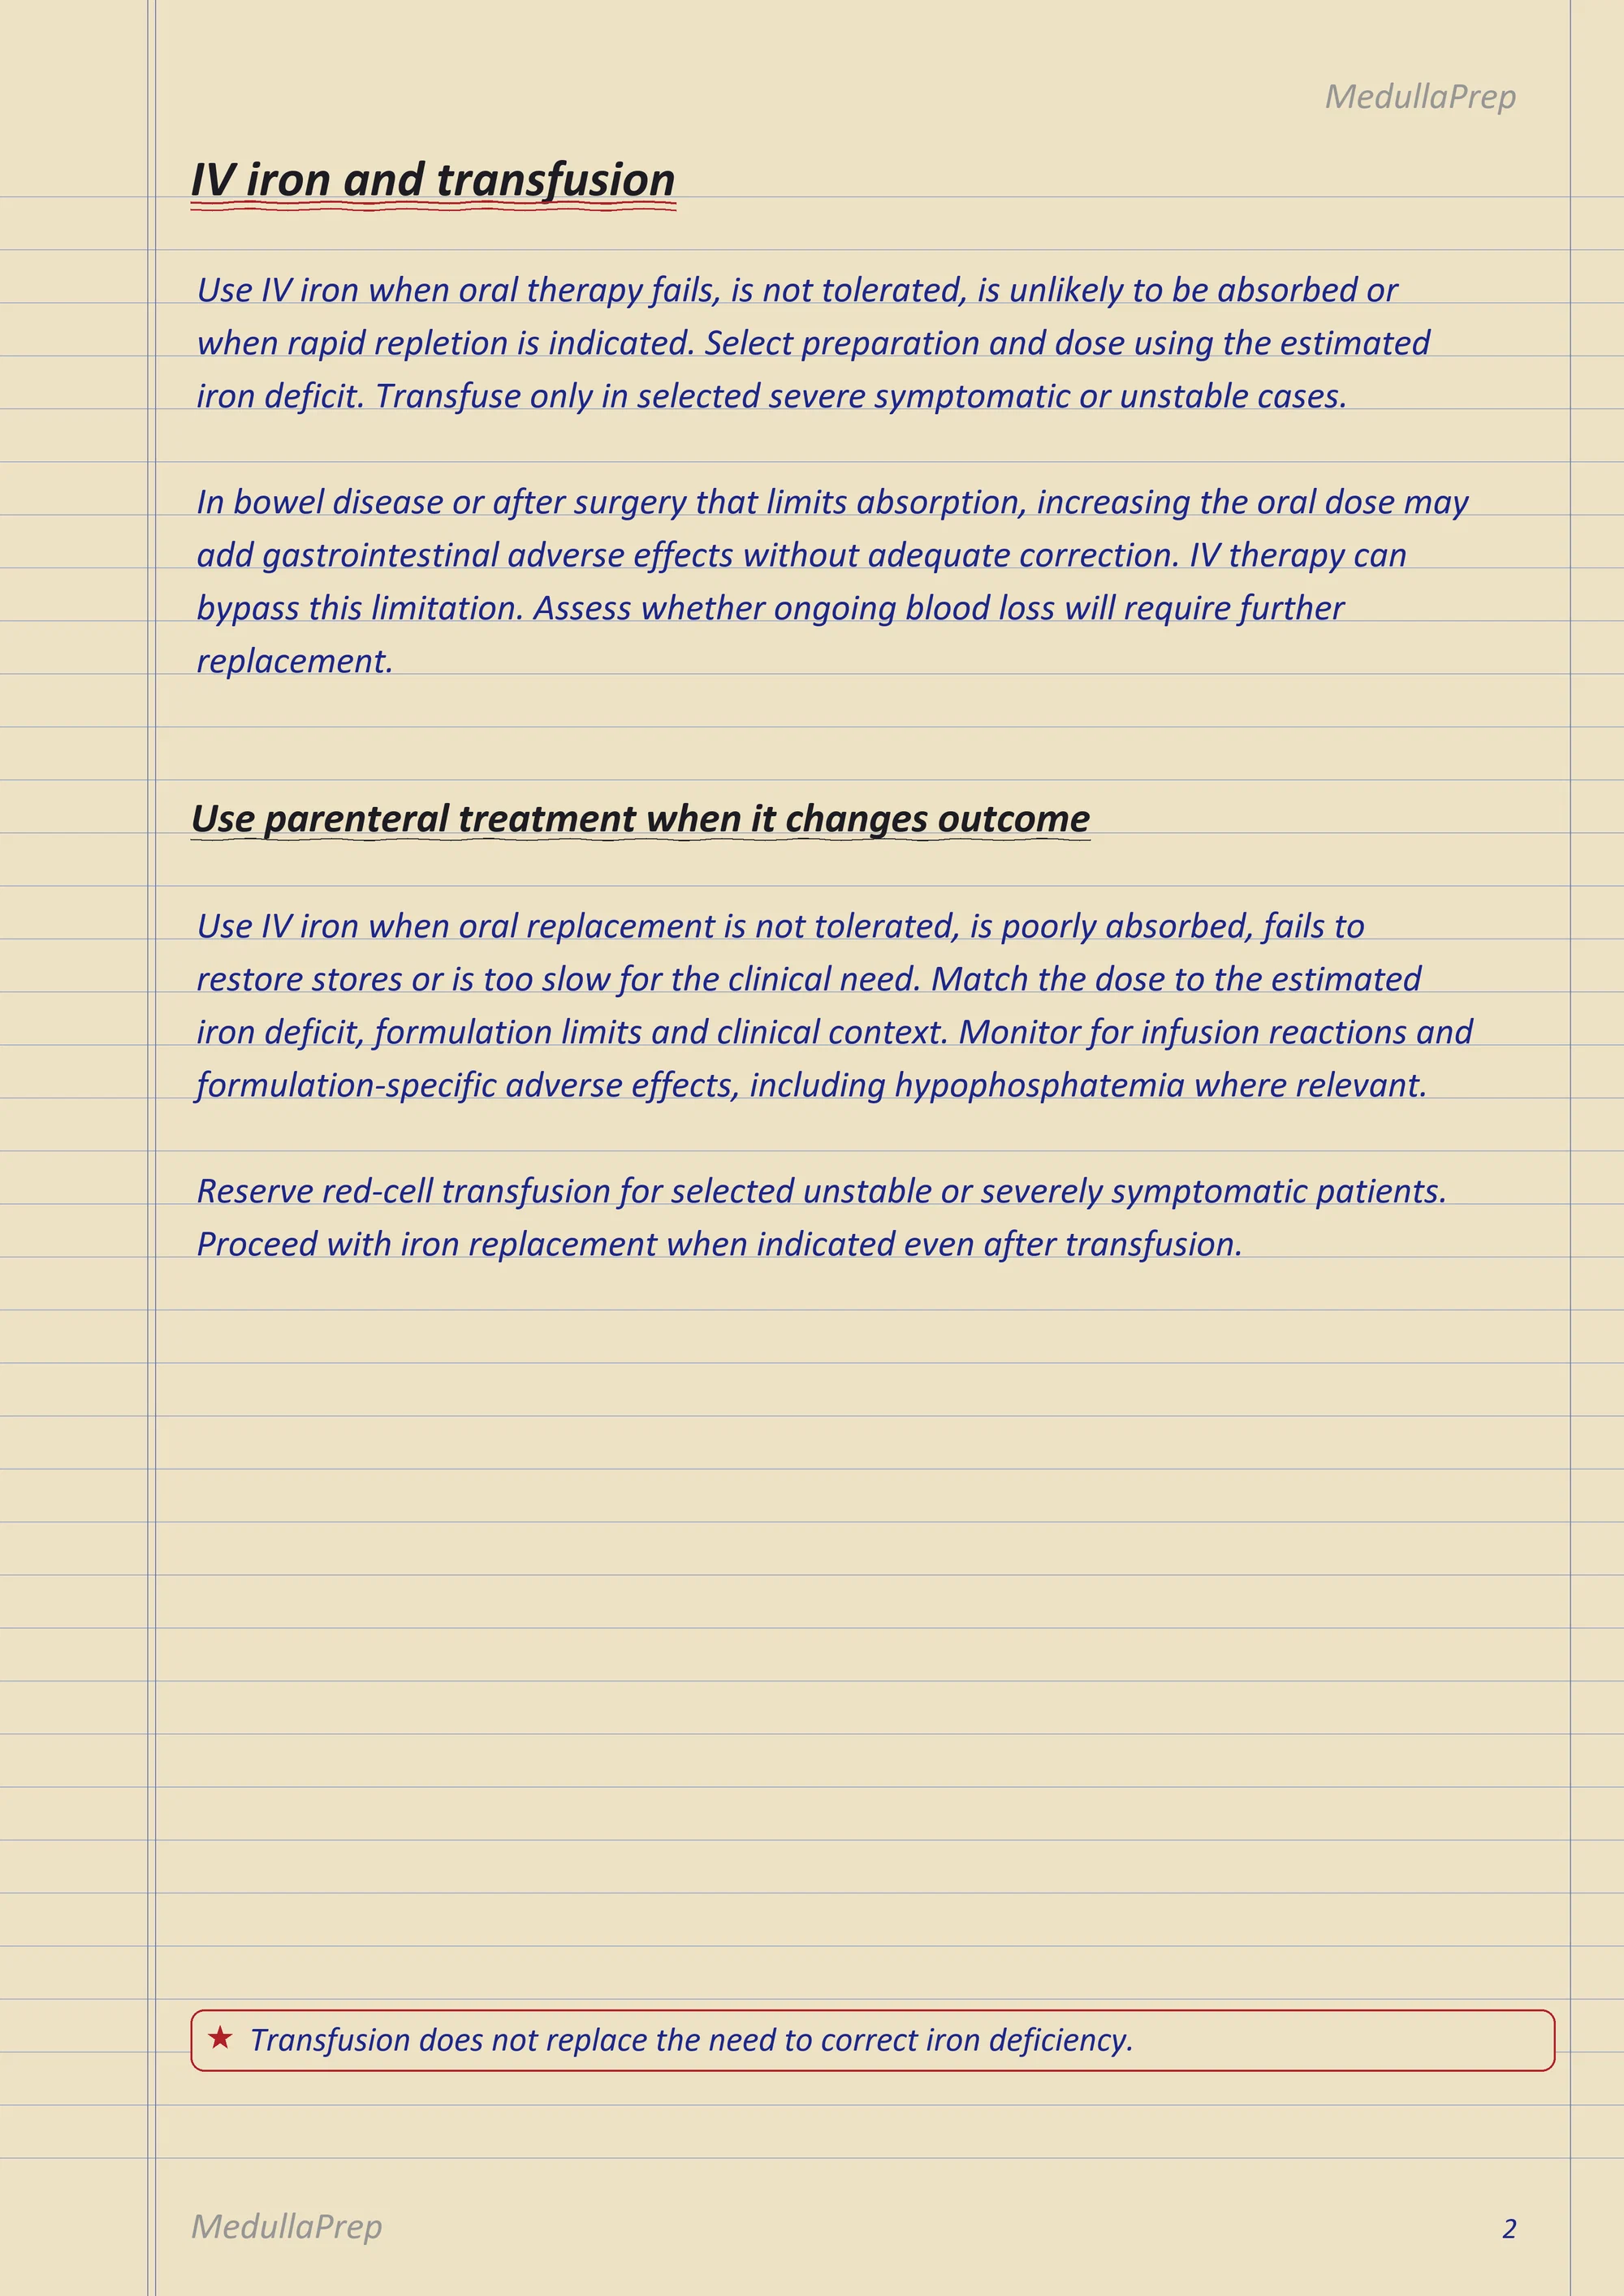 MedullaPrep
IV iron and transfusion
Use IV iron when oral therapy fails, is not tolerated, is unlikely to be absorbed or
when rapid repletion is indicated. Select preparation and dose using the estimated
iron deficit. Transfuse only in selected severe symptomatic or unstable cases.
In bowel disease or after surgery that limits absorption, increasing the oral dose may
add gastrointestinal adverse effects without adequate correction. IV therapy can
bypass this limitation. Assess whether ongoing blood loss will require further
replacement.
Use parenteral treatment when it changes outcome
Use IV iron when oral replacement is not tolerated, is poorly absorbed, fails to
restore stores or is too slow for the clinical need. Match the dose to the estimated
iron deficit, formulation limits and clinical context. Monitor for infusion reactions and
formulation-specific adverse effects, including hypophosphatemia where relevant.
Reserve red-cell transfusion for selected unstable or severely symptomatic patients.
Proceed with iron replacement when indicated even after transfusion.
★ Transfusion does not replace the need to correct iron deficiency.
MedullaPrep
2